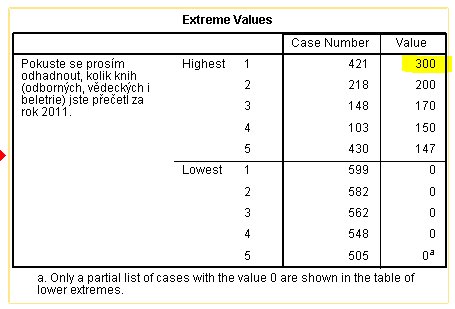 Extreme Values
Case Number Value
Pokuste se prosím Highest 1 421 300
odhadnout, kolik knih
(odborných, vědeckých i 2 218 200
beletrie) jste přečetl za 3 148 170
rok 2011.
4 103 150
5 430 147
Lowest 1 599 0
2 582 0
3 562 0
4 548 0
5 505 0a
a. Only a partial list of cases with the value 0 are shown in the table of
lower extremes.